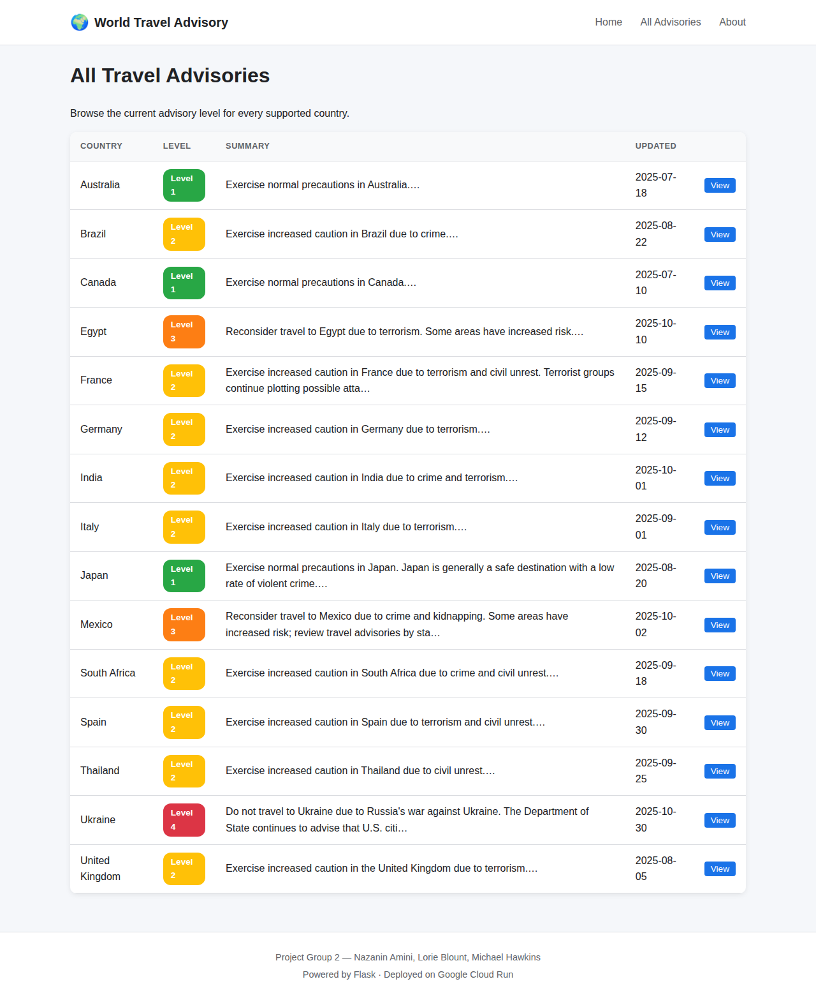 World Travel Advisory
Home All Advisories About
All Travel Advisories
Browse the current advisory level for every supported country.
COUNTRY LEVEL SUMMARY UPDATED
Australia Level 1 Exercise normal precautions in Australia.… 2025-07-18 View
Brazil Level 2 Exercise increased caution in Brazil due to crime.… 2025-08-22 View
Canada Level 1 Exercise normal precautions in Canada.… 2025-07-10 View
Egypt Level 3 Reconsider travel to Egypt due to terrorism. Some areas have increased risk.… 2025-10-10 View
France Level 2 Exercise increased caution in France due to terrorism and civil unrest. Terrorist groups continue plotting possible atta… 2025-09-15 View
Germany Level 2 Exercise increased caution in Germany due to terrorism.… 2025-09-12 View
India Level 2 Exercise increased caution in India due to crime and terrorism.… 2025-10-01 View
Italy Level 2 Exercise increased caution in Italy due to terrorism.… 2025-09-01 View
Japan Level 1 Exercise normal precautions in Japan. Japan is generally a safe destination with a low rate of violent crime.… 2025-08-20 View
Mexico Level 3 Reconsider travel to Mexico due to crime and kidnapping. Some areas have increased risk; review travel advisories by sta… 2025-10-02 View
South Africa Level 2 Exercise increased caution in South Africa due to crime and civil unrest.… 2025-09-18 View
Spain Level 2 Exercise increased caution in Spain due to terrorism and civil unrest.… 2025-09-30 View
Thailand Level 2 Exercise increased caution in Thailand due to civil unrest.… 2025-09-25 View
Ukraine Level 4 Do not travel to Ukraine due to Russia's war against Ukraine. The Department of State continues to advise that U.S. citi… 2025-10-30 View
United Kingdom Level 2 Exercise increased caution in the United Kingdom due to terrorism.… 2025-08-05 View
Project Group 2 — Nazanin Amini, Lorie Blount, Michael Hawkins
Powered by Flask · Deployed on Google Cloud Run